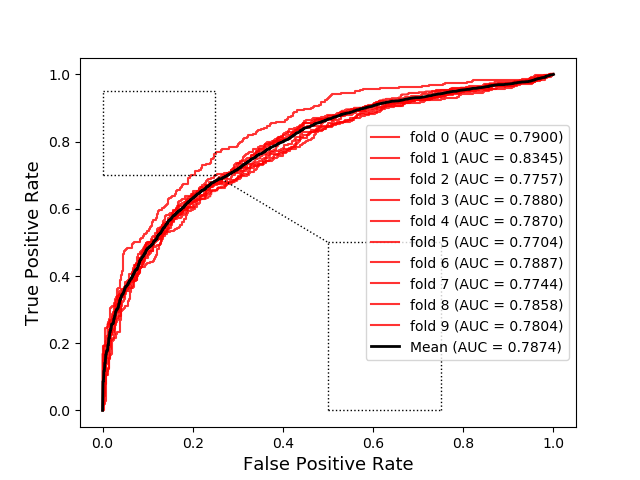 1.0
0.8
0.6
0.4
0.2
0.0
True Positive Rate
fold 0 (AUC = 0.7900)
fold 1 (AUC = 0.8345)
fold 2 (AUC = 0.7757)
fold 3 (AUC = 0.7880)
fold 4 (AUC = 0.7870)
fold 5 (AUC = 0.7704)
fold 6 (AUC = 0.7887)
fold 7 (AUC = 0.7744)
fold 8 (AUC = 0.7858)
fold 9 (AUC = 0.7804)
Mean (AUC = 0.7874)
0.0 0.2 0.4 0.6 0.8 1.0
False Positive Rate